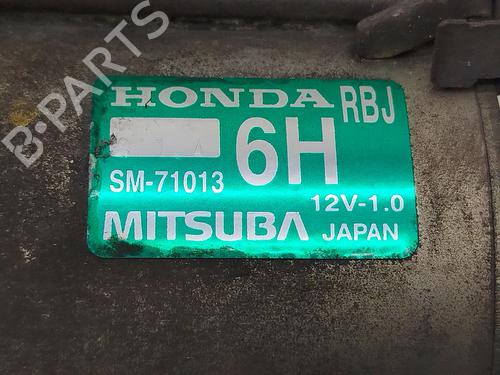 B·PARTS
HONDA RBJ
6H
SM-71013
12V-1.0
MITSUBA JAPAN